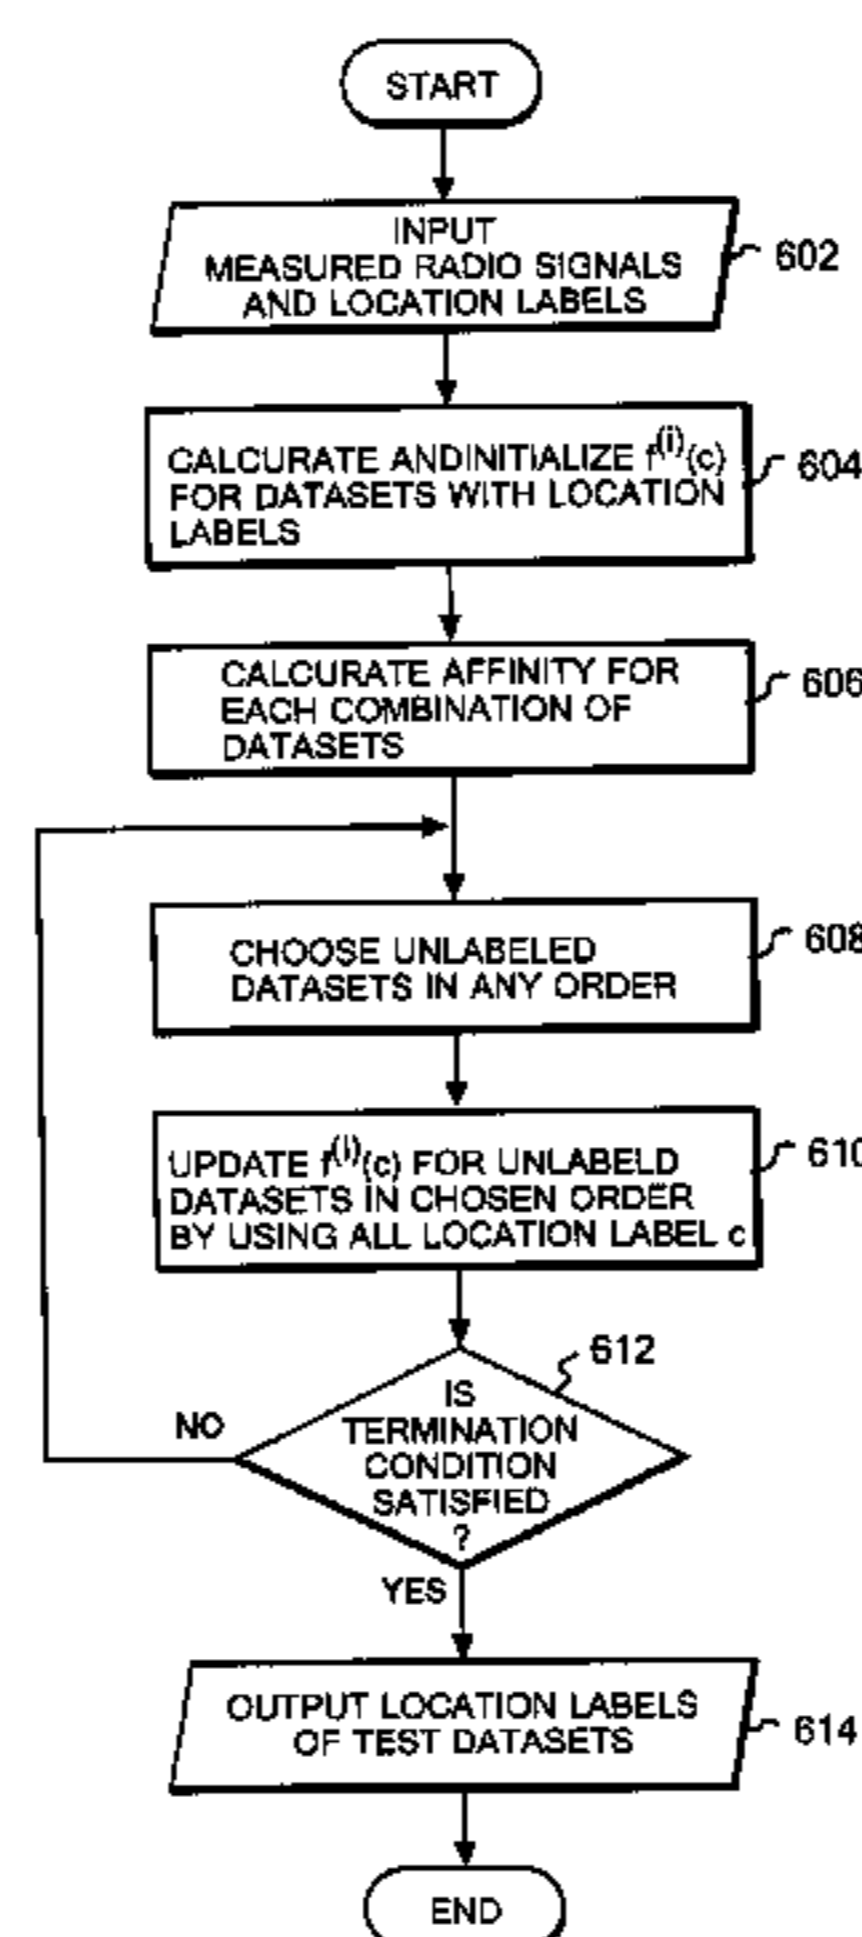 START
INPUT
MEASURED RADIO SIGNALS
AND LOCATION LABELS
602
CALCURATE ANDINITIALIZE f(i)(c)
FOR DATASETS WITH LOCATION
LABELS
604
CALCURATE AFFINITY FOR
EACH COMBINATION OF
DATASETS
606
CHOOSE UNLABELED
DATASETS IN ANY ORDER
608
UPDATE f(i)(c) FOR UNLABELD
DATASETS IN CHOSEN ORDER
BY USING ALL LOCATION LABEL c
610
612
IS
TERMINATION
CONDITION
SATISFIED
?
NO
YES
OUTPUT LOCATION LABELS
OF TEST DATASETS
614
END